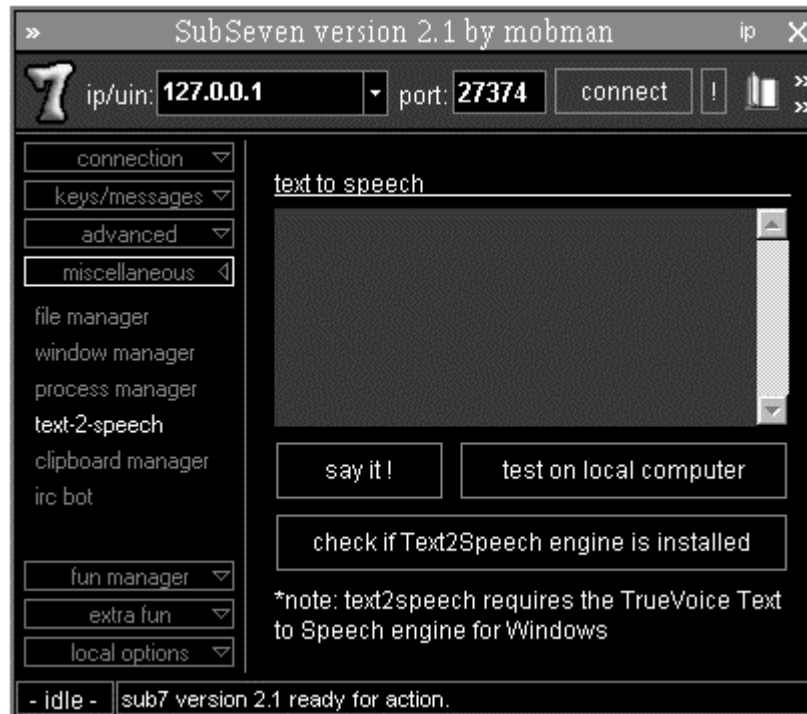 » SubSeven version 2.1 by mobman ip X
7 ip/uin: 127.0.0.1 port: 27374 connect ! »
»
connection
keys/messages
advanced
miscellaneous
file manager
window manager
process manager
text-2-speech
clipboard manager
irc bot
fun manager
extra fun
local options
text to speech
say it !
test on local computer
check if Text2Speech engine is installed
*note: text2speech requires the TrueVoice Text
to Speech engine for Windows
- idle - sub7 version 2.1 ready for action.